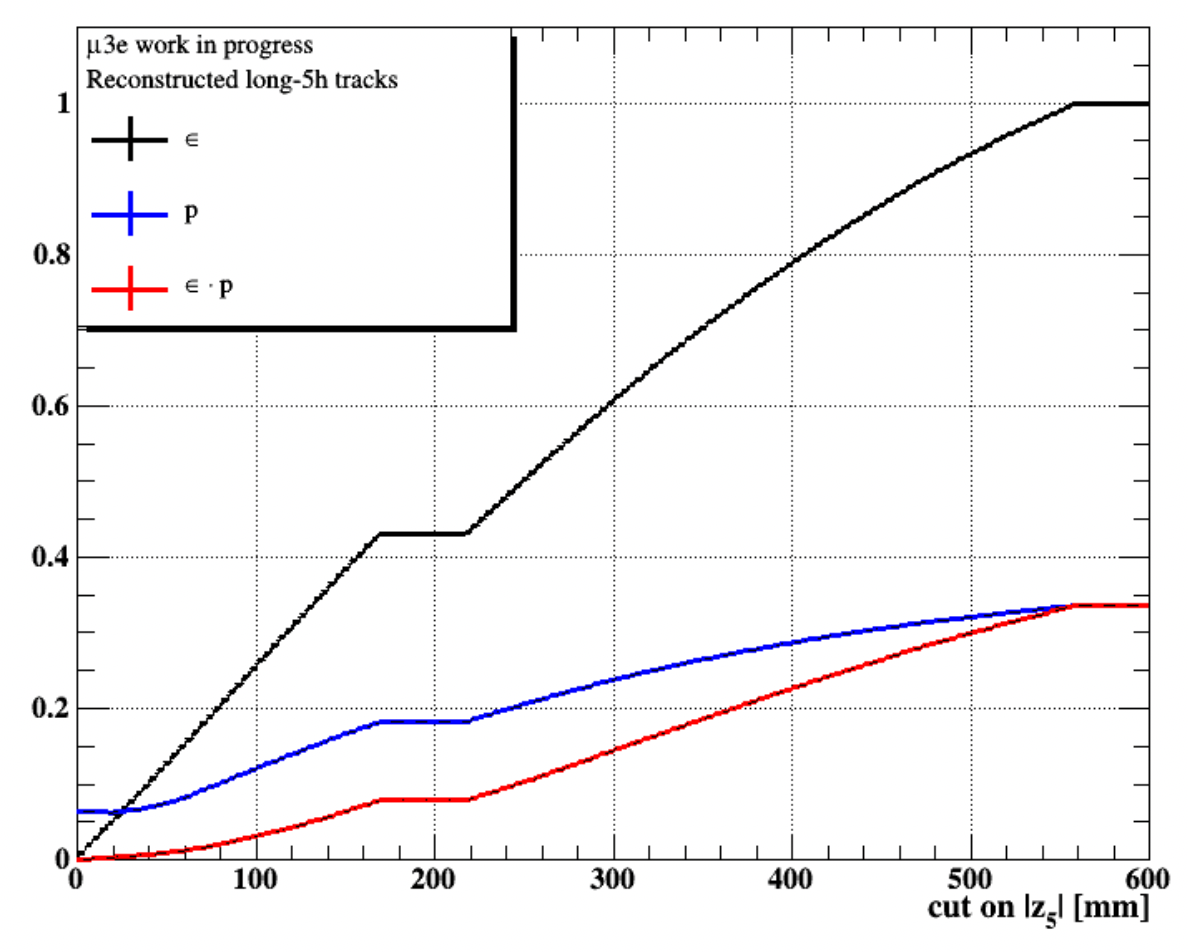 μ3e work in progress
Reconstructed long-5h tracks
∈
p
∈ · p
1
0.8
0.6
0.4
0.2
0
0 100 200 300 400 500 600
cut on |z₅| [mm]